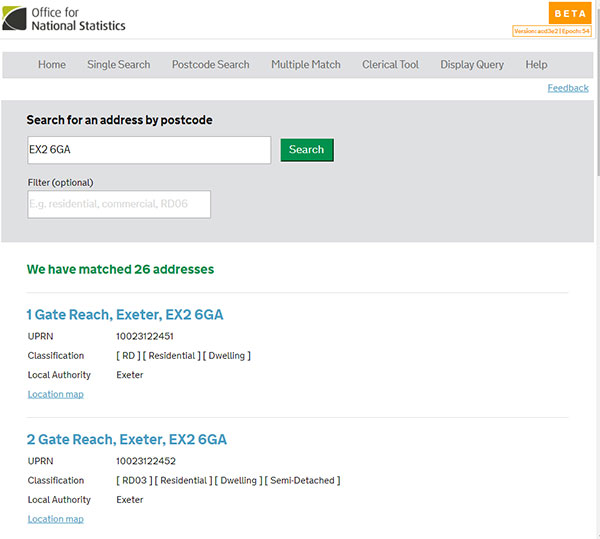 Office for
National Statistics
BETA
Version: acd3e2 | Epoch: 54
Home Single Search Postcode Search Multiple Match Clerical Tool Display Query Help
Feedback
Search for an address by postcode
EX2 6GA Search
Filter (optional)
E.g. residential, commercial, RD06
We have matched 26 addresses
1 Gate Reach, Exeter, EX2 6GA
UPRN 10023122451
Classification [ RD ] [ Residential ] [ Dwelling ]
Local Authority Exeter
Location map
2 Gate Reach, Exeter, EX2 6GA
UPRN 10023122452
Classification [ RD03 ] [ Residential ] [ Dwelling ] [ Semi-Detached ]
Local Authority Exeter
Location map